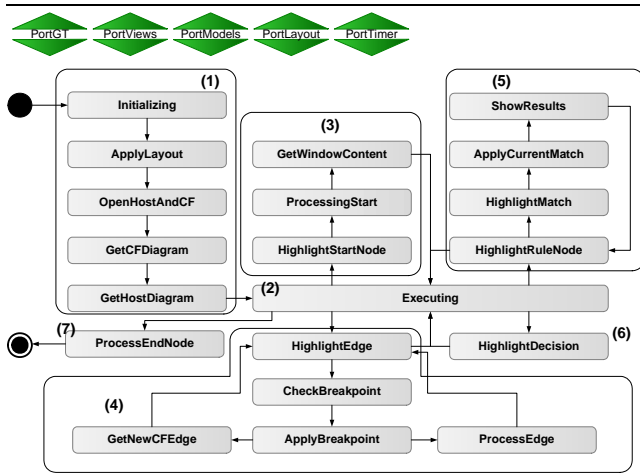 PortGT PortViews PortModels PortLayout PortTimer
(1)
Initializing
ApplyLayout
OpenHostAndCF
GetCFDiagram
GetHostDiagram
(3)
GetWindowContent
ProcessingStart
HighlightStartNode
(5)
ShowResults
ApplyCurrentMatch
HighlightMatch
HighlightRuleNode
(2) Executing
(7) ProcessEndNode
HighlightEdge
HighlightDecision (6)
CheckBreakpoint
(4)
GetNewCFEdge
ApplyBreakpoint
ProcessEdge